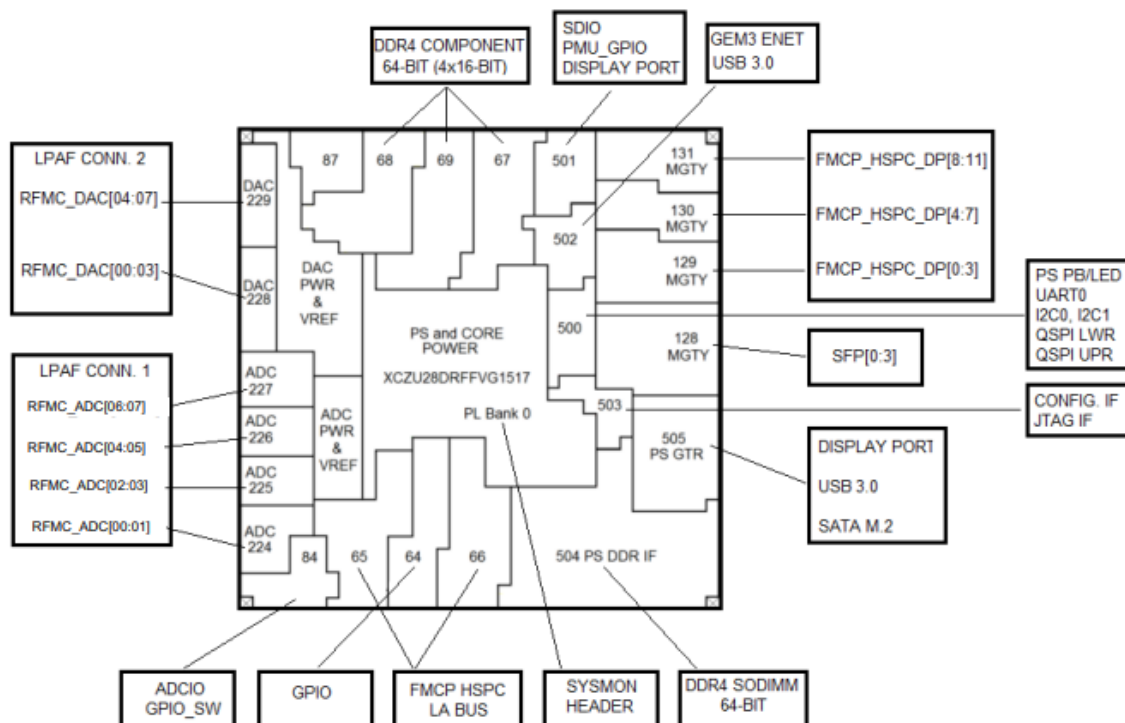 DDR4 COMPONENT
64-BIT (4x16-BIT)
SDIO
PMU_GPIO
DISPLAY PORT
GEM3 ENET
USB 3.0
LPAF CONN. 2
RFMC_DAC[04:07]
RFMC_DAC[00:03]
LPAF CONN. 1
RFMC_ADC[06:07]
RFMC_ADC[04:05]
RFMC_ADC[02:03]
RFMC_ADC[00:01]
DAC
229
DAC
228
ADC
227
ADC
226
ADC
225
ADC
224
87
68
69
67
501
502
500
503
DAC
PWR
&
VREF
ADC
PWR
&
VREF
PS and CORE
POWER
XCZU28DRFFVG1517
PL Bank 0
131
MGTY
130
MGTY
129
MGTY
128
MGTY
505
PS GTR
84
65
64
66
504 PS DDR IF
FMCP_HSPC_DP[8:11]
FMCP_HSPC_DP[4:7]
FMCP_HSPC_DP[0:3]
SFP[0:3]
PS PB/LED
UART0
I2C0, I2C1
QSPI LWR
QSPI UPR
CONFIG. IF
JTAG IF
DISPLAY PORT
USB 3.0
SATA M.2
ADCIO
GPIO_SW
GPIO
FMCP HSPC
LA BUS
SYSMON
HEADER
DDR4 SODIMM
64-BIT